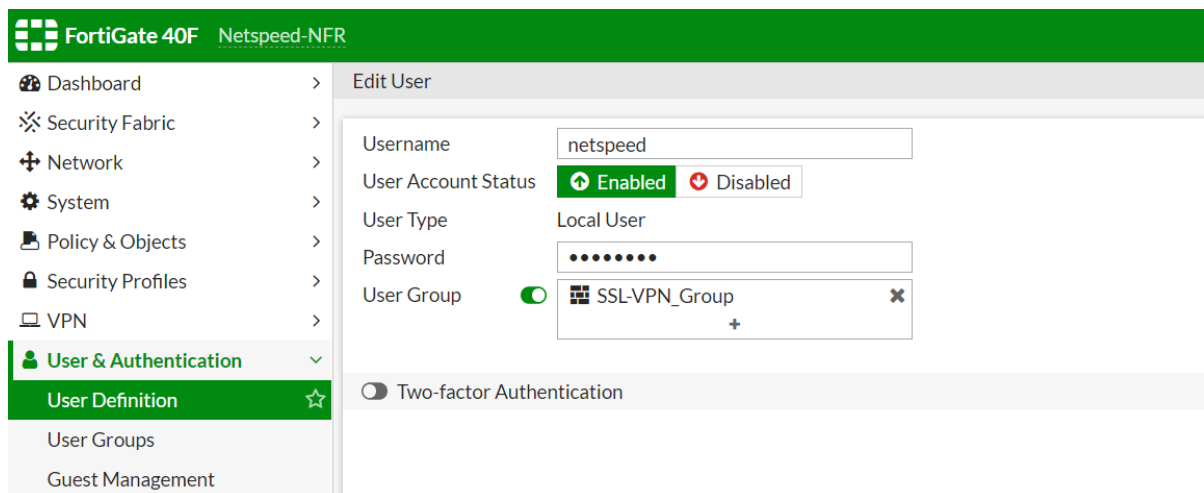 FortiGate 40F Netspeed-NFR
Dashboard
Security Fabric
Network
System
Policy & Objects
Security Profiles
VPN
User & Authentication
User Definition
User Groups
Guest Management
Edit User
Username netspeed
User Account Status Enabled Disabled
User Type Local User
Password ••••••••
User Group SSL-VPN_Group
Two-factor Authentication